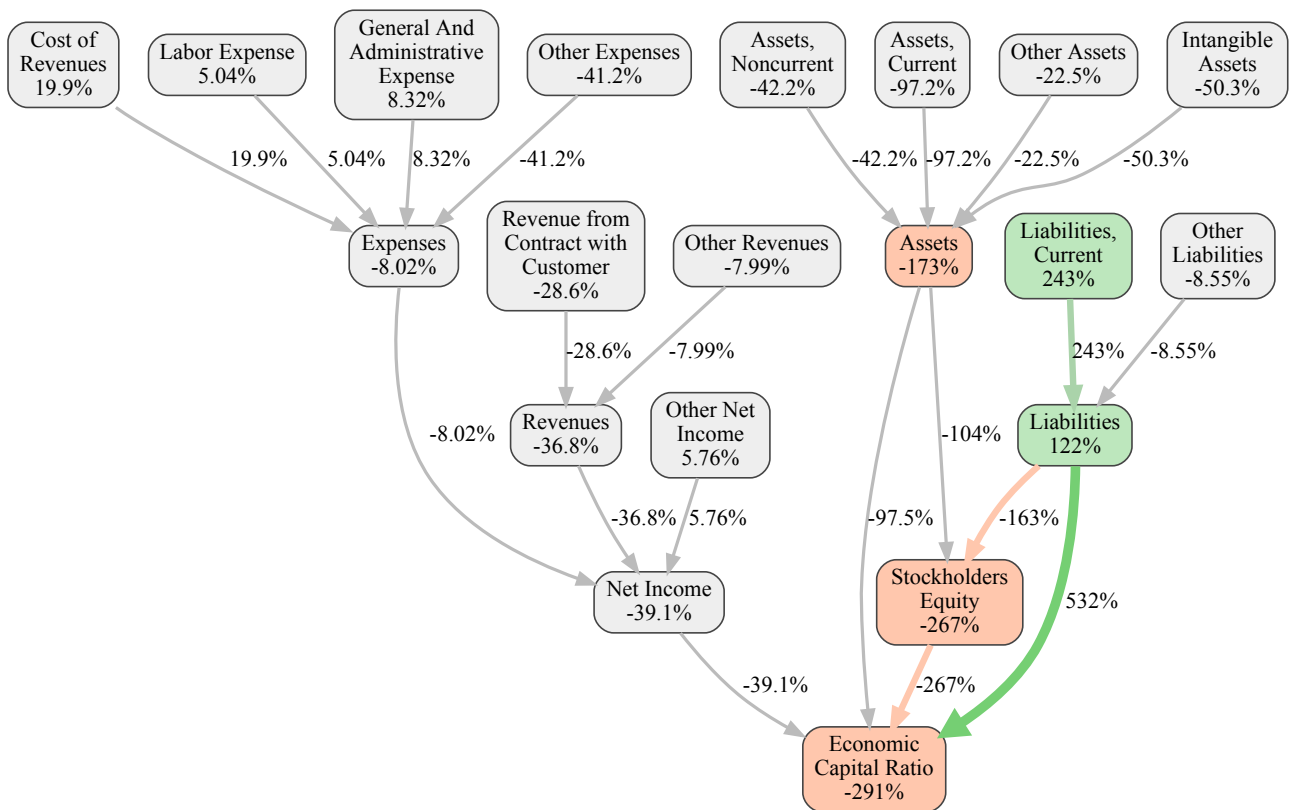 Cost of
Revenues
19.9%
Labor Expense
5.04%
General And
Administrative
Expense
8.32%
Other Expenses
-41.2%
Assets,
Noncurrent
-42.2%
Assets,
Current
-97.2%
Other Assets
-22.5%
Intangible
Assets
-50.3%
19.9%
5.04%
8.32%
-41.2%
-42.2%
-97.2%
-22.5%
-50.3%
Expenses
-8.02%
Revenue from
Contract with
Customer
-28.6%
Other Revenues
-7.99%
Assets
-173%
Liabilities,
Current
243%
Other
Liabilities
-8.55%
-28.6%
-7.99%
243%
-8.55%
-8.02%
Revenues
-36.8%
Other Net
Income
5.76%
-104%
Liabilities
122%
-36.8%
5.76%
-97.5%
-163%
Net Income
-39.1%
Stockholders
Equity
-267%
532%
-39.1%
-267%
Economic
Capital Ratio
-291%